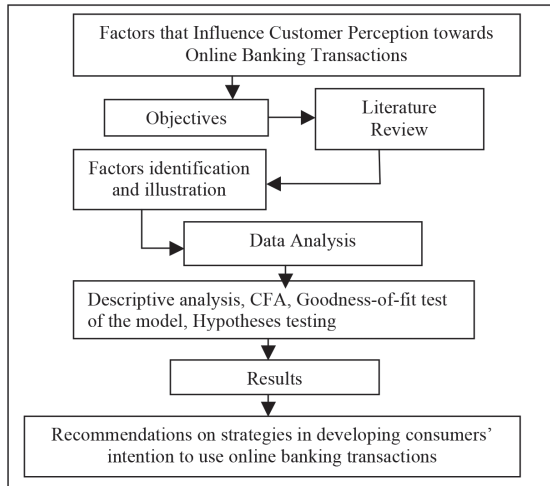 Factors that Influence Customer Perception towards
Online Banking Transactions
Objectives
Literature
Review
Factors identification
and illustration
Data Analysis
Descriptive analysis, CFA, Goodness-of-fit test
of the model, Hypotheses testing
Results
Recommendations on strategies in developing consumers’
intention to use online banking transactions